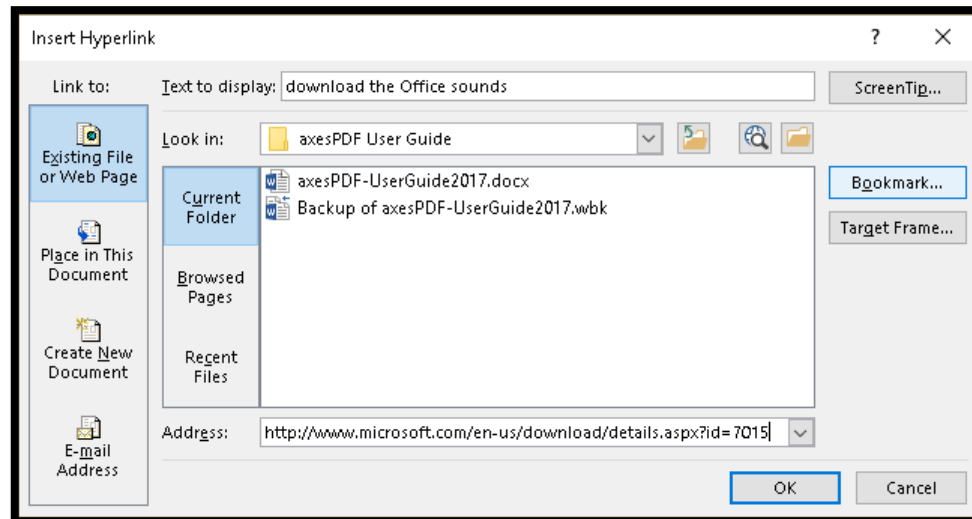 Insert Hyperlink
?
Link to:
Text to display: download the Office sounds
ScreenTip...
Existing File
or Web Page
Look in: axesPDF User Guide
Current
Folder
axesPDF-UserGuide2017.docx
Backup of axesPDF-UserGuide2017.wbk
Bookmark...
Target Frame...
Place in This
Document
Browsed
Pages
Create New
Document
Recent
Files
E-mail
Address
Address: http://www.microsoft.com/en-us/download/details.aspx?id=7015
OK
Cancel